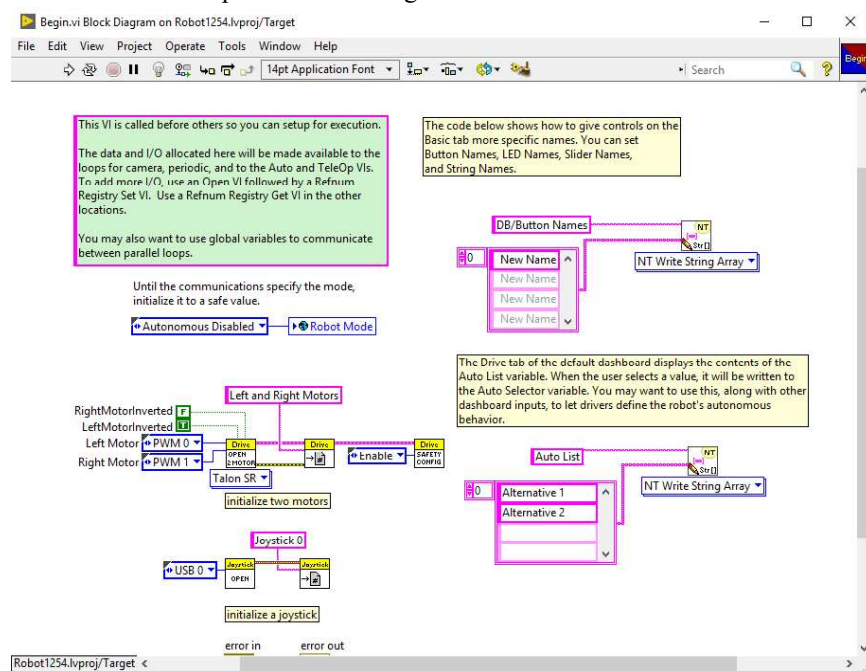 Begin.vi Block Diagram on Robot1254.lvproj/Target
File Edit View Project Operate Tools Window Help
14pt Application Font
Search
Begin
This VI is called before others so you can setup for execution.
The data and I/O allocated here will be made available to the
loops for camera, periodic, and to the Auto and TeleOp VIs.
To add more I/O, use an Open VI followed by a Refnum
Registry Set VI. Use a Refnum Registry Get VI in the other
locations.
You may also want to use global variables to communicate
between parallel loops.
Until the communications specify the mode,
initialize it to a safe value.
Autonomous Disabled
Robot Mode
The code below shows how to give controls on the
Basic tab more specific names. You can set
Button Names, LED Names, Slider Names,
and String Names.
DB/Button Names
NT
Str[]
NT Write String Array
0
New Name
New Name
New Name
New Name
The Drive tab of the default dashboard displays the contents of the
Auto List variable. When the user selects a value, it will be written to
the Auto Selector variable. You may want to use this, along with other
dashboard inputs, to let drivers define the robot's autonomous
behavior.
Auto List
NT
Str[]
NT Write String Array
0
Alternative 1
Alternative 2
Left and Right Motors
RightMotorInverted F
LeftMotorInverted T
Left Motor PWM 0
Right Motor PWM 1
Drive
OPEN
2MOTOR
Drive
#
Enable
Drive
SAFETY
CONFIG
Talon SR
initialize two motors
Joystick 0
USB 0
Joystick
OPEN
Joystick
#
initialize a joystick
error in error out
Robot1254.lvproj/Target